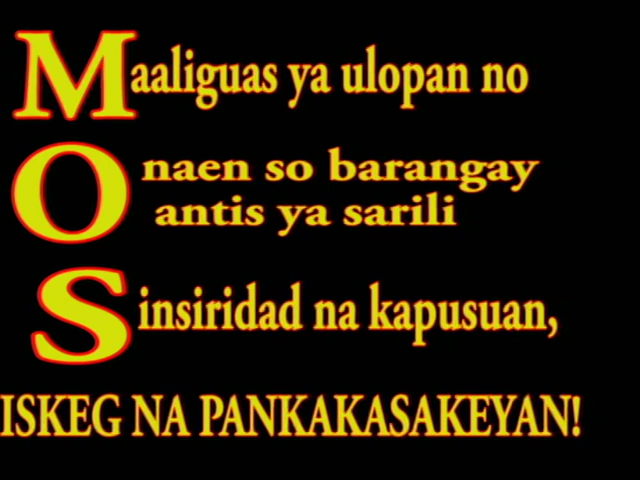 Maaliguas ya ulopan no
Onaen so barangay
antis ya sarili
Sinsiridad na kapusuan,
ISKEG NA PANKAKASAKEYAN!